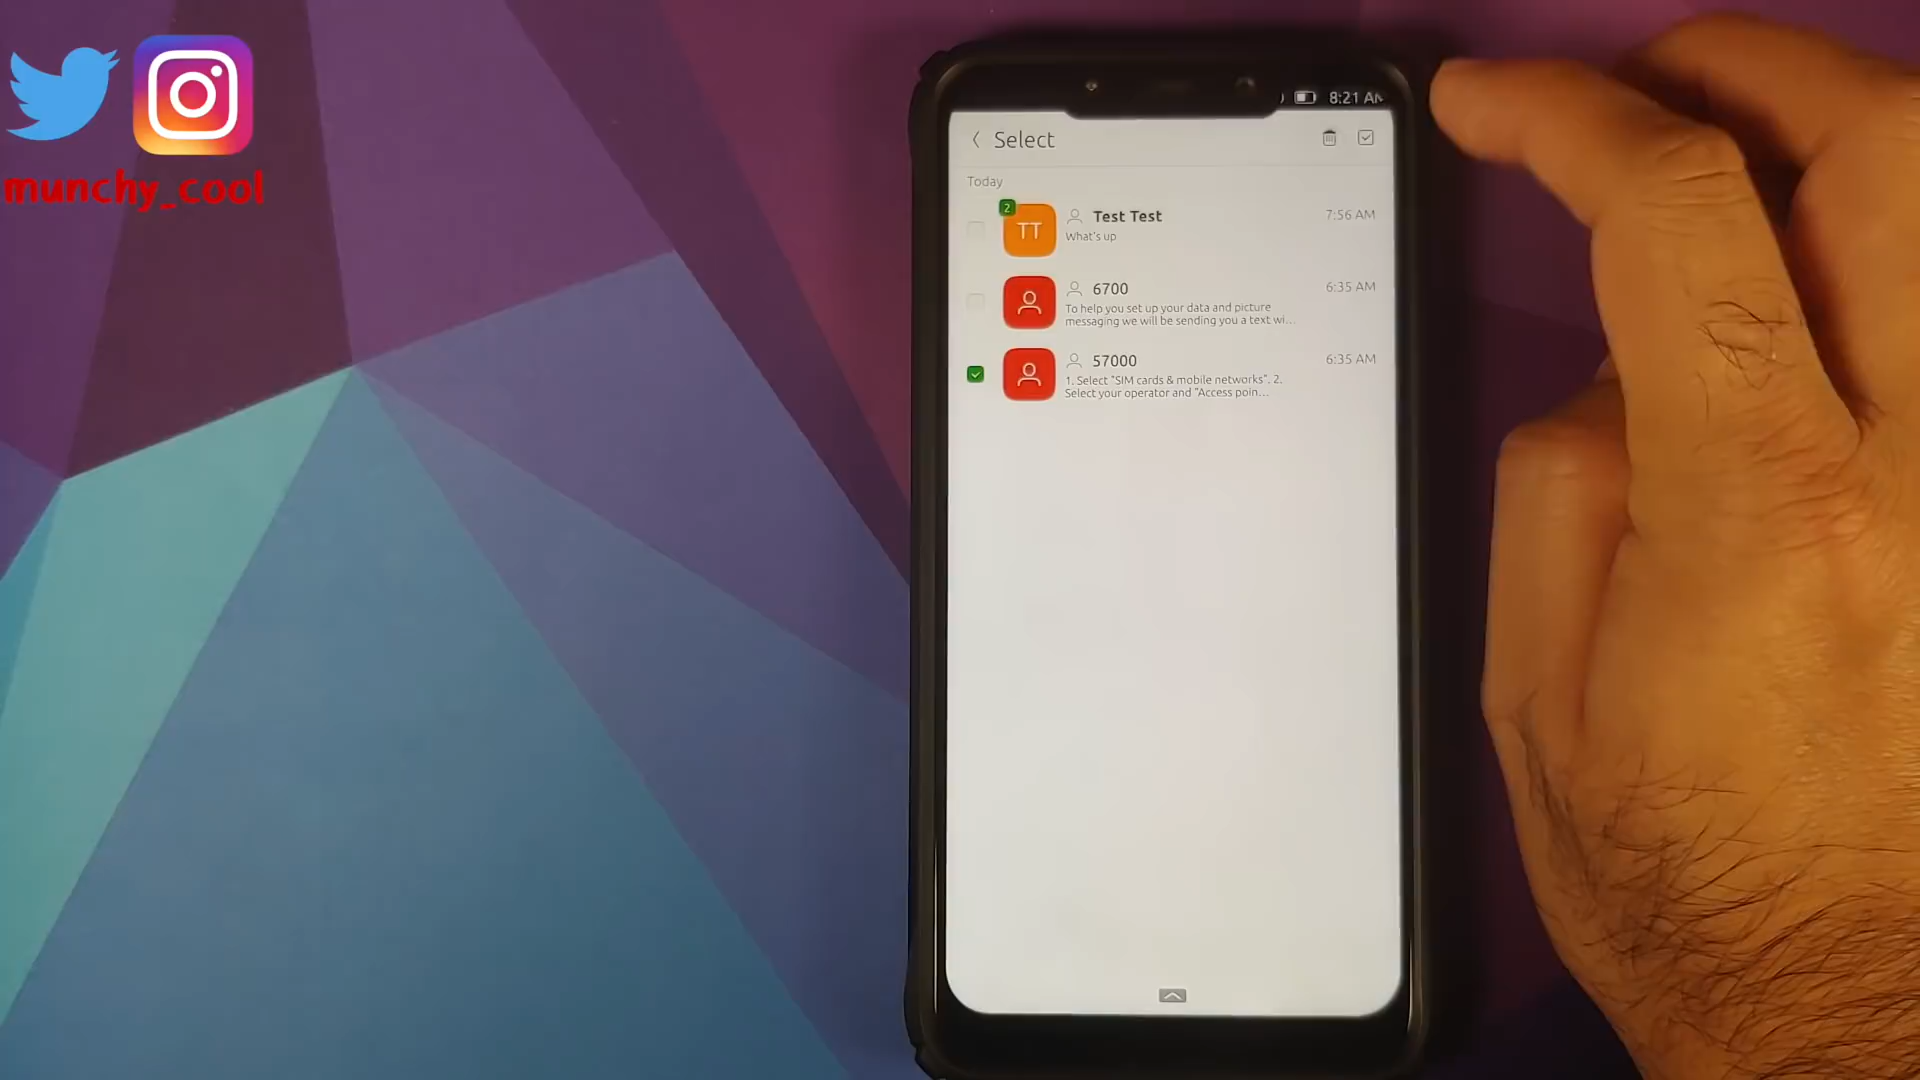 munchy_cool
8:21 AM
Select
Today
2
TT
Test Test
7:56 AM
What's up
6700
6:35 AM
To help you set up your data and picture
messaging we will be sending you a text wi...
57000
6:35 AM
1. Select "SIM cards & mobile networks". 2.
Select your operator and "Access poin...